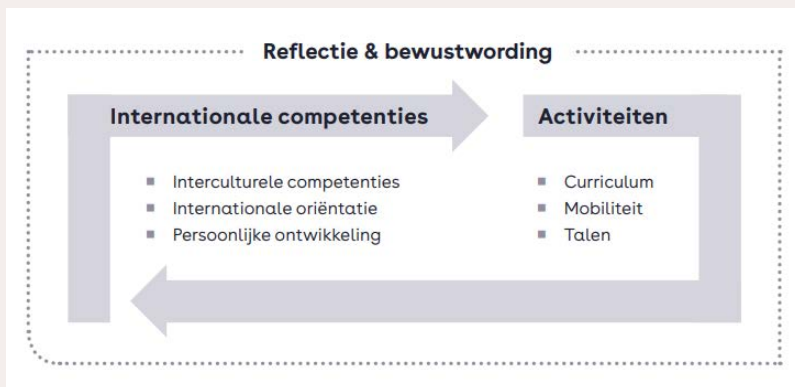 Reflectie & bewustwording
Internationale competenties
Interculturele competenties
Internationale oriëntatie
Persoonlijke ontwikkeling
Activiteiten
Curriculum
Mobiliteit
Talen